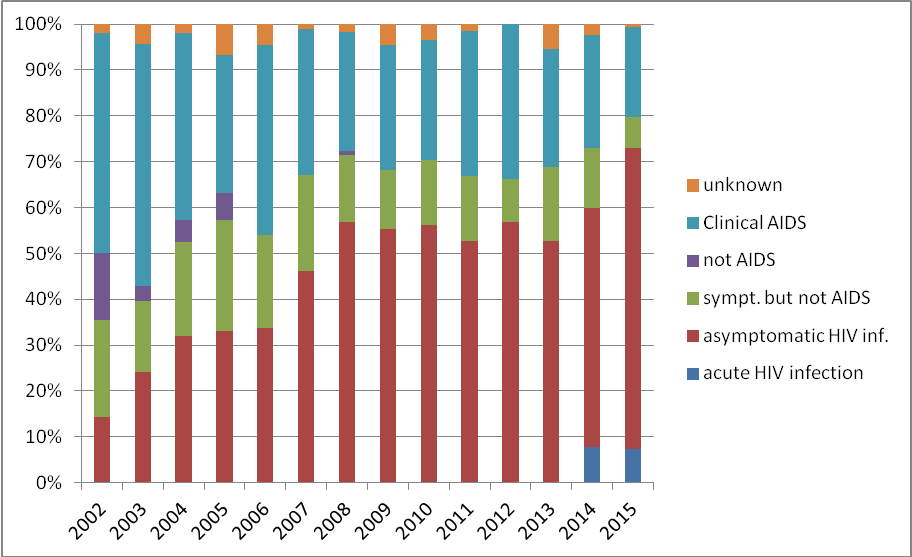 100%
90%
80%
70%
60%
50%
40%
30%
20%
10%
0%
2002 2003 2004 2005 2006 2007 2008 2009 2010 2011 2012 2013 2014 2015
unknown
Clinical AIDS
not AIDS
sympt. but not AIDS
asymptomatic HIV inf.
acute HIV infection